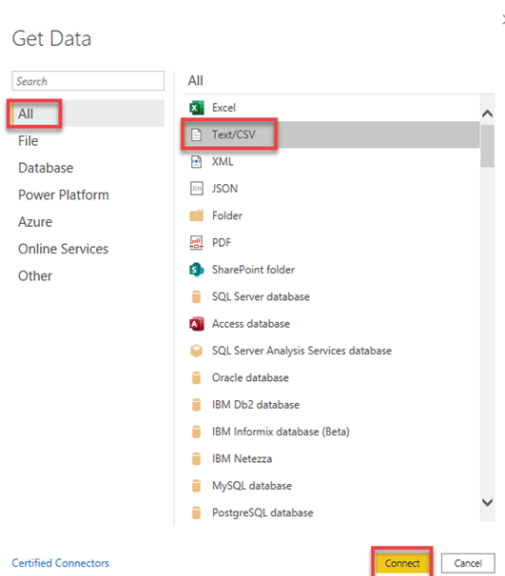 Get Data
Search
All
File
Database
Power Platform
Azure
Online Services
Other
All
Excel
Text/CSV
XML
JSON
Folder
PDF
SharePoint folder
SQL Server database
Access database
SQL Server Analysis Services database
Oracle database
IBM Db2 database
IBM Informix database (Beta)
IBM Netezza
MySQL database
PostgreSQL database
Certified Connectors
Connect
Cancel